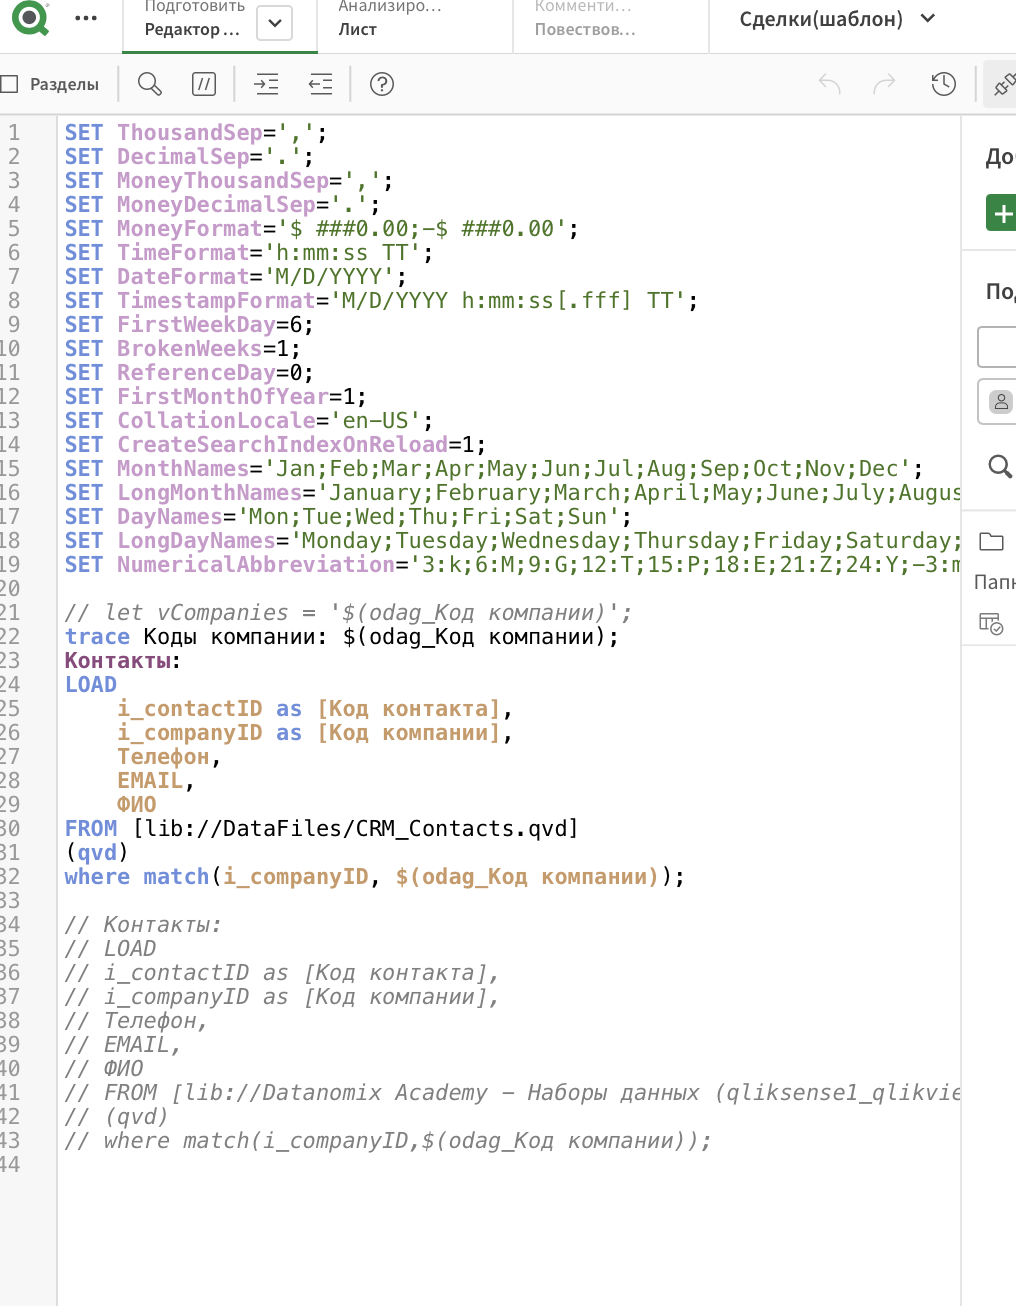 Подготовить
Редактор ...
Анализиро...
Лист
Комменти...
Повествов...
Сделки(шаблон)
Разделы
1 SET ThousandSep=',';
2 SET DecimalSep='.';
3 SET MoneyThousandSep=',';
4 SET MoneyDecimalSep='.';
5 SET MoneyFormat='$ ###0.00;-$ ###0.00';
6 SET TimeFormat='h:mm:ss TT';
7 SET DateFormat='M/D/YYYY';
8 SET TimestampFormat='M/D/YYYY h:mm:ss[.fff] TT';
9 SET FirstWeekDay=6;
10 SET BrokenWeeks=1;
11 SET ReferenceDay=0;
12 SET FirstMonthOfYear=1;
13 SET CollationLocale='en-US';
14 SET CreateSearchIndexOnReload=1;
15 SET MonthNames='Jan;Feb;Mar;Apr;May;Jun;Jul;Aug;Sep;Oct;Nov;Dec';
16 SET LongMonthNames='January;February;March;April;May;June;July;Augus
17 SET DayNames='Mon;Tue;Wed;Thu;Fri;Sat;Sun';
18 SET LongDayNames='Monday;Tuesday;Wednesday;Thursday;Friday;Saturday;
19 SET NumericalAbbreviation='3:k;6:M;9:G;12:T;15:P;18:E;21:Z;24:Y;-3:m
20
21 // let vCompanies = '$(odag_Код компании)';
22 trace Коды компании: $(odag_Код компании);
23 Контакты:
24 LOAD
25 i_contactID as [Код контакта],
26 i_companyID as [Код компании],
27 Телефон,
28 EMAIL,
29 ФИО
30 FROM [lib://DataFiles/CRM_Contacts.qvd]
31 (qvd)
32 where match(i_companyID, $(odag_Код компании));
33
34 // Контакты:
35 // LOAD
36 // i_contactID as [Код контакта],
37 // i_companyID as [Код компании],
38 // Телефон,
39 // EMAIL,
40 // ФИО
41 // FROM [lib://Datanomix Academy - Наборы данных (qliksense1_qlikvie
42 // (qvd)
43 // where match(i_companyID,$(odag_Код компании));
44
До
По
Папк